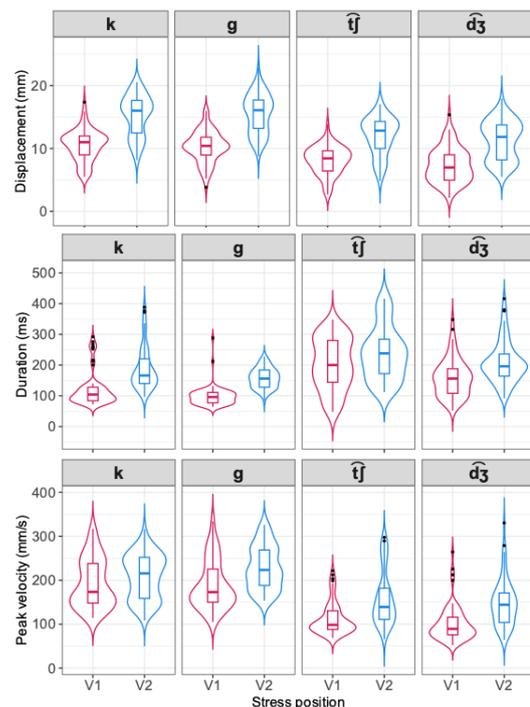 k g t͡ʃ d͡ʒ
Displacement (mm)
20
10
0
k g t͡ʃ d͡ʒ
Duration (ms)
500
400
300
200
100
0
k g t͡ʃ d͡ʒ
Peak velocity (mm/s)
400
300
200
100
0
V1 V2 V1 V2 V1 V2 V1 V2
Stress position